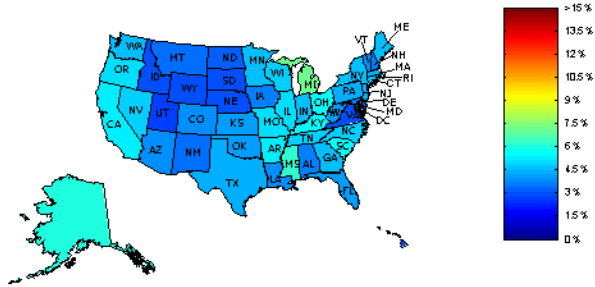 ME
VT
NH
MA
RI
CT
NJ
DE
MD
DC
WA
MT
ND
MN
OR
ID
WY
SD
WI
MI
NY
NV
UT
CO
NE
IA
IL
IN
OH
PA
CA
AZ
NM
KS
MO
KY
VA
OK
AR
TN
NC
SC
TX
LA
MS
AL
GA
FL
>15%
13.5%
12%
10.5%
9%
7.5%
6%
4.5%
3%
1.5%
0%